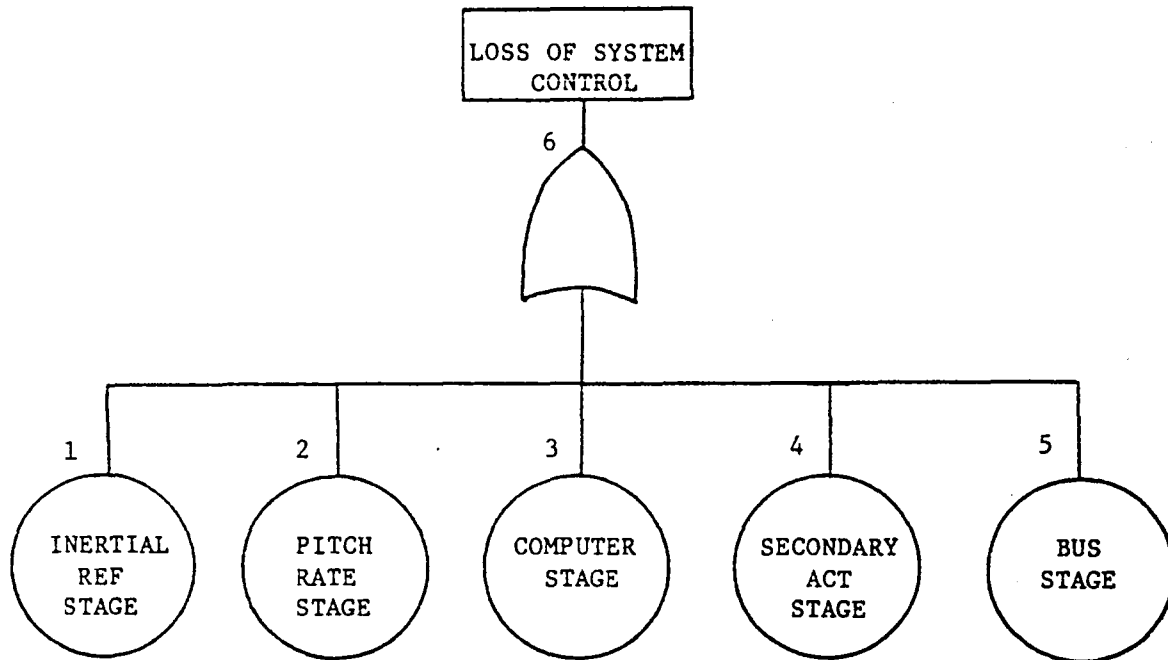 LOSS OF SYSTEM
CONTROL
6
1
2
3
4
5
INERTIAL
REF
STAGE
PITCH
RATE
STAGE
COMPUTER
STAGE
SECONDARY
ACT
STAGE
BUS
STAGE